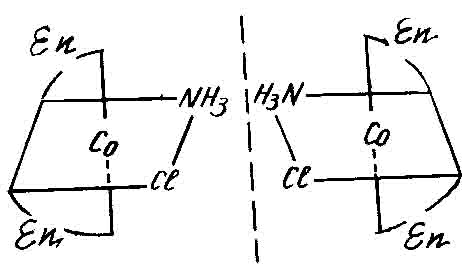 En En
NH3 H3N
Co Co
Cl Cl
En En